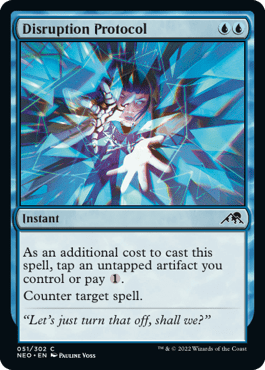 Disruption Protocol
Instant
As an additional cost to cast this
spell, tap an untapped artifact you
control or pay 1.
Counter target spell.
“Let’s just turn that off, shall we?”
051/302 C
NEO • EN Pauline Voss
™ & © 2022 Wizards of the Coast